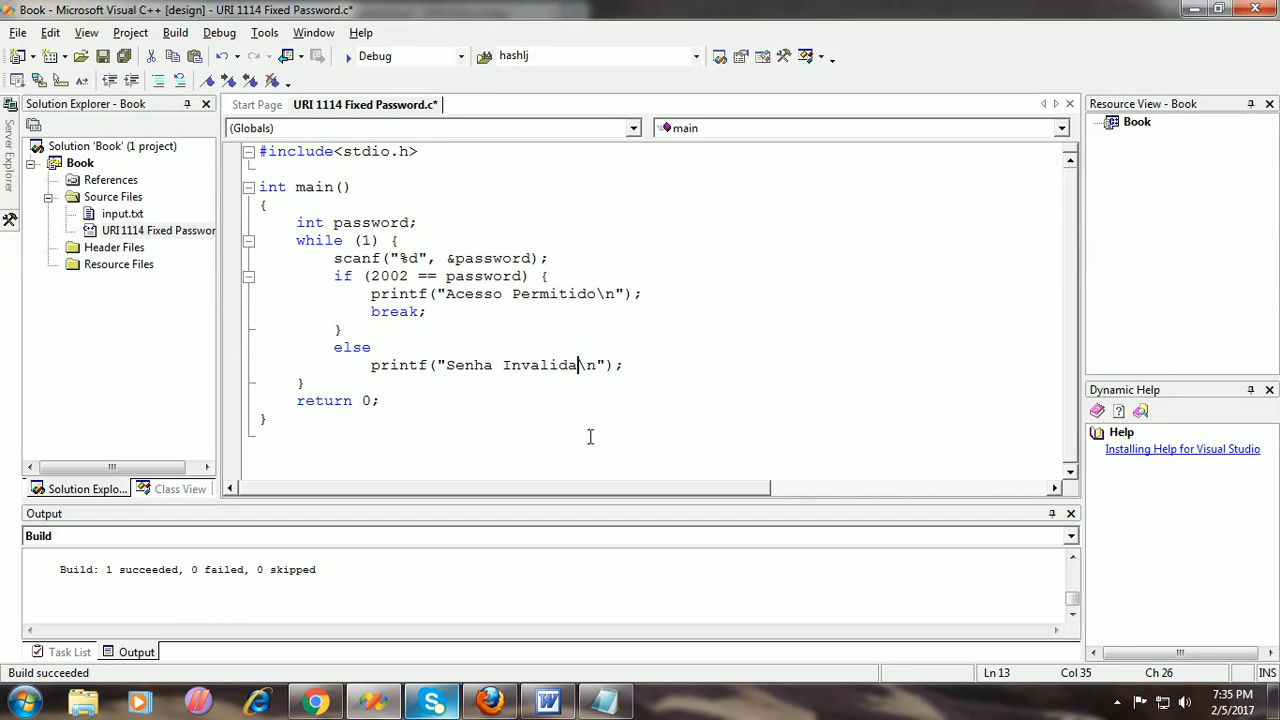 Book - Microsoft Visual C++ [design] - URI 1114 Fixed Password.c*
File Edit View Project Build Debug Tools Window Help
Debug hashlj
Solution Explorer - Book
Start Page URI 1114 Fixed Password.c*
Resource View - Book
(Globals) main
Server Explorer
Solution 'Book' (1 project)
Book
References
Source Files
input.txt
URI 1114 Fixed Passwor
Header Files
Resource Files
#include<stdio.h>
int main()
{
int password;
while (1) {
scanf("%d", &password);
if (2002 == password) {
printf("Acesso Permitido\n");
break;
}
else
printf("Senha Invalida\n");
}
return 0;
}
Book
Dynamic Help
Help
Installing Help for Visual Studio
Solution Explo... Class View
Output
Build
Build: 1 succeeded, 0 failed, 0 skipped
Task List Output
Build succeeded Ln 13 Col 35 Ch 26 INS
7:35 PM
2/5/2017